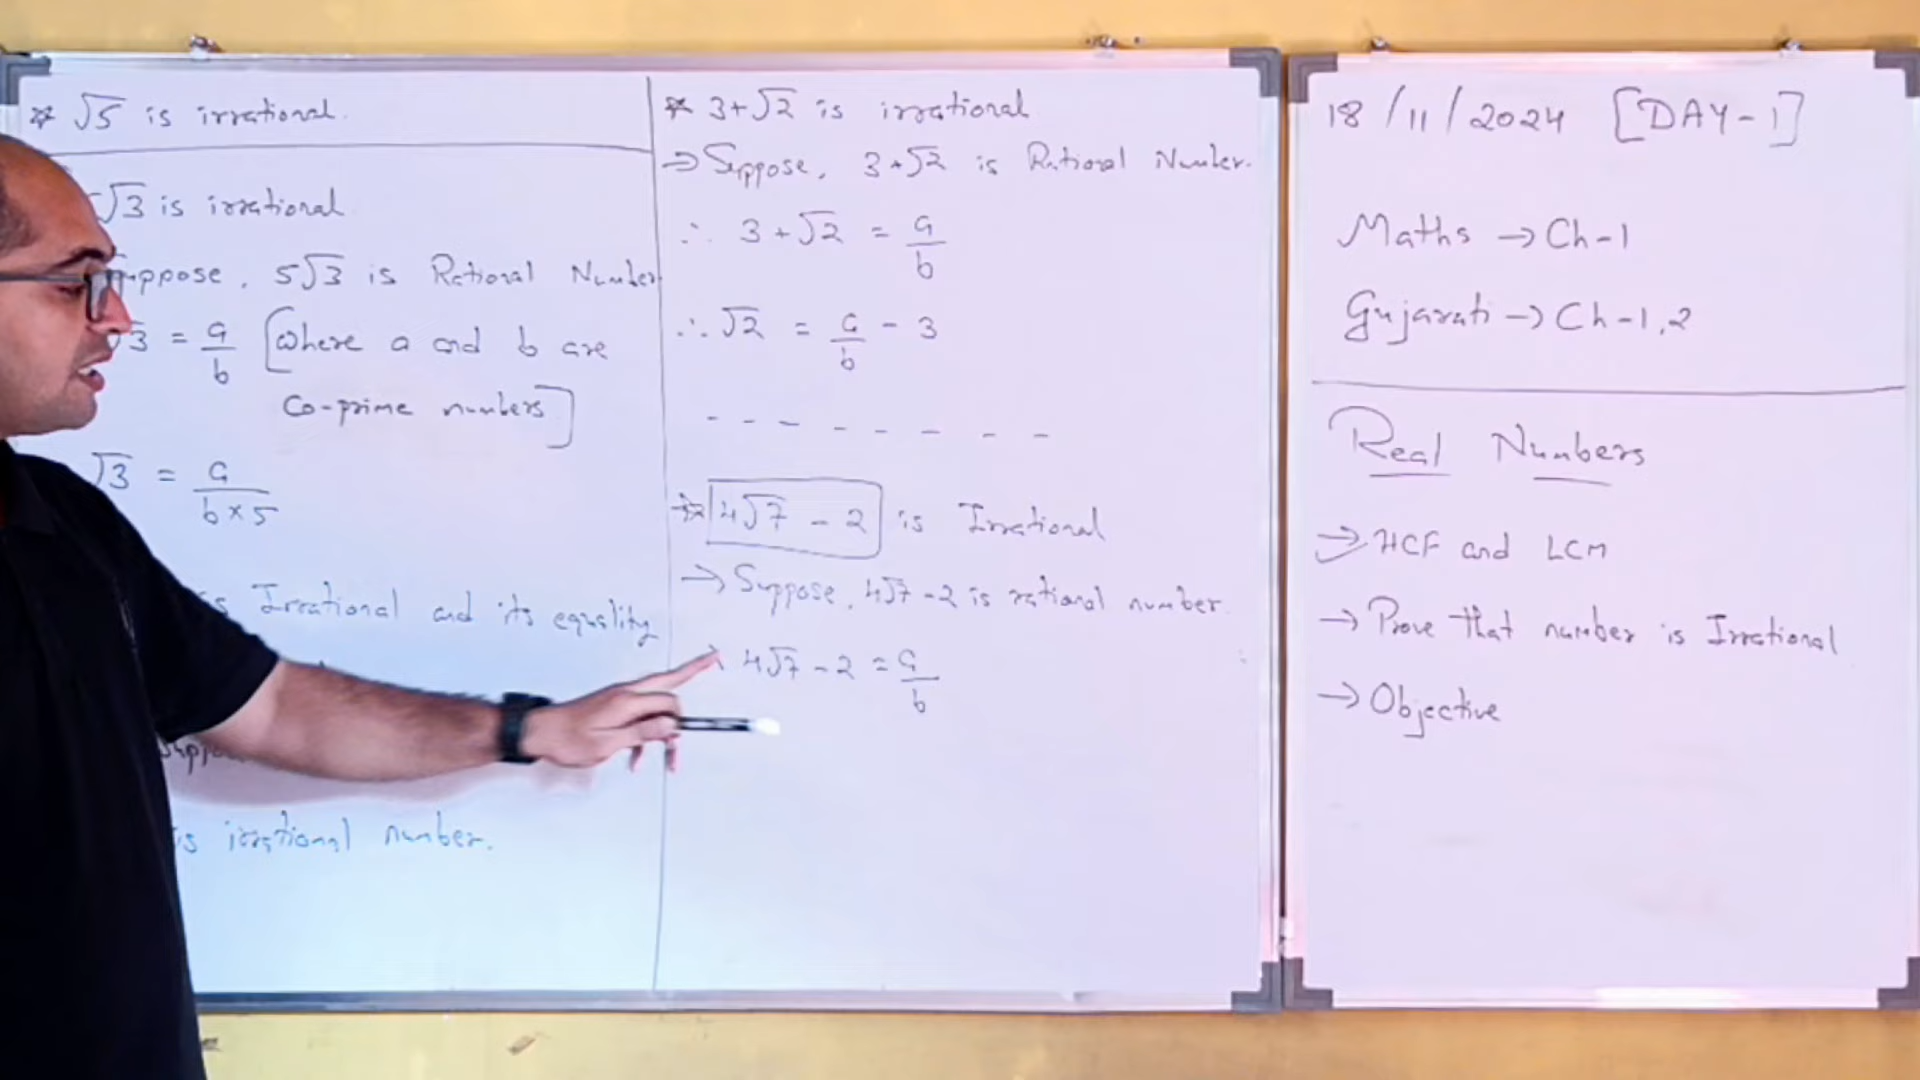 * √5 is irrational.
√3 is irrational
Suppose, 5√3 is Rational Number
√3 = a/b [Where a and b are
Co-prime numbers]
√3 = a/b×5
is Irrational and its equality
is irrational number.
* 3+√2 is irrational
→ Suppose, 3+√2 is Rational Number.
∴ 3+√2 = a/b
∴ √2 = a/b - 3
- - - - - - - -
4√7 - 2 is Irrational
→ Suppose, 4√7-2 is rational number.
4√7 - 2 = a/b
18/11/2024 [DAY-1]
Maths → Ch-1
Gujarati → Ch-1,2
Real Numbers
→ HCF and LCM
→ Prove that number is Irrational
→ Objective